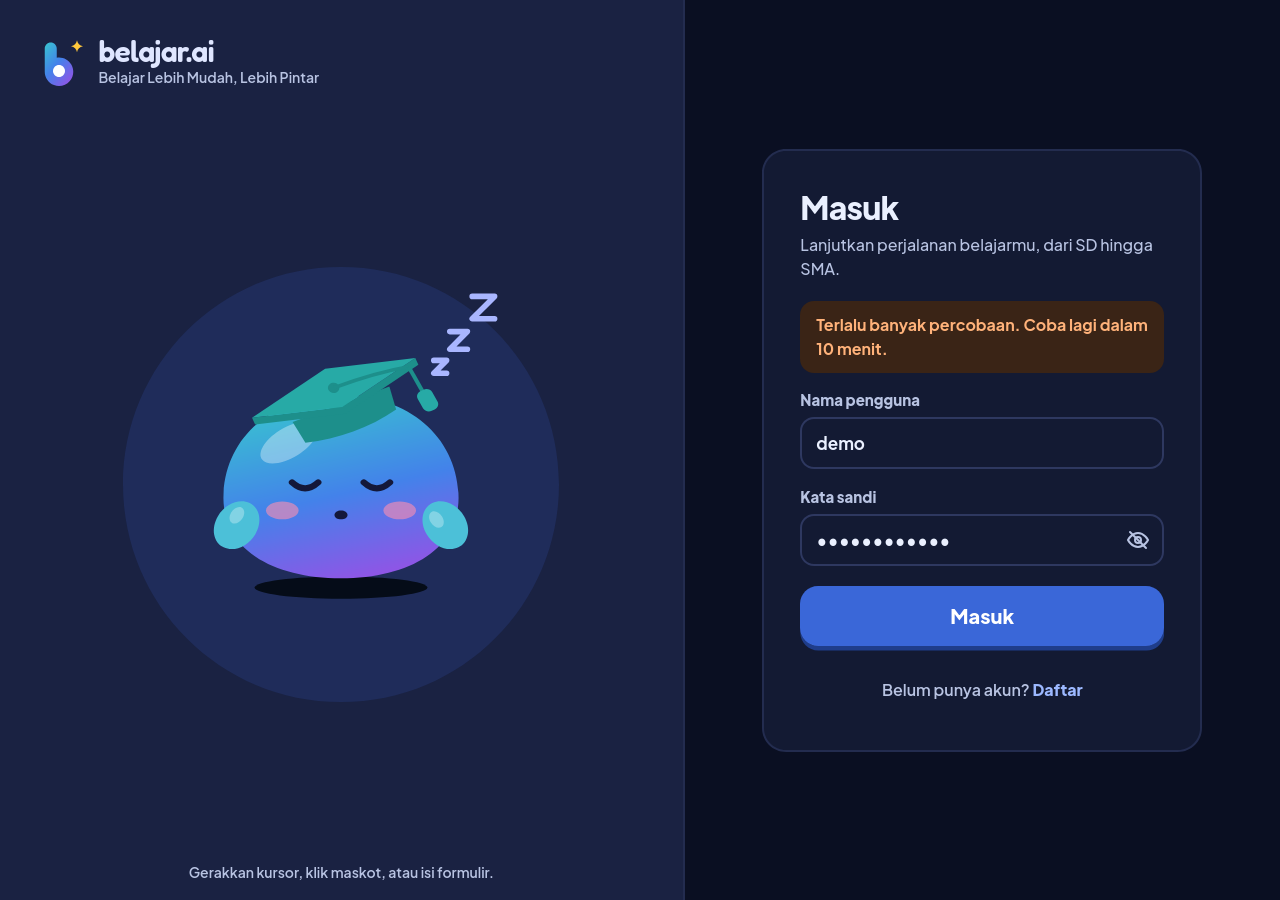 belajar.ai
Belajar Lebih Mudah, Lebih Pintar
z
z
z
Gerakkan kursor, klik maskot, atau isi formulir.
Masuk
Lanjutkan perjalanan belajarmu, dari SD hingga
SMA.
Terlalu banyak percobaan. Coba lagi dalam
10 menit.
Nama pengguna
demo
Kata sandi
●●●●●●●●●●●●
Masuk
Belum punya akun? Daftar